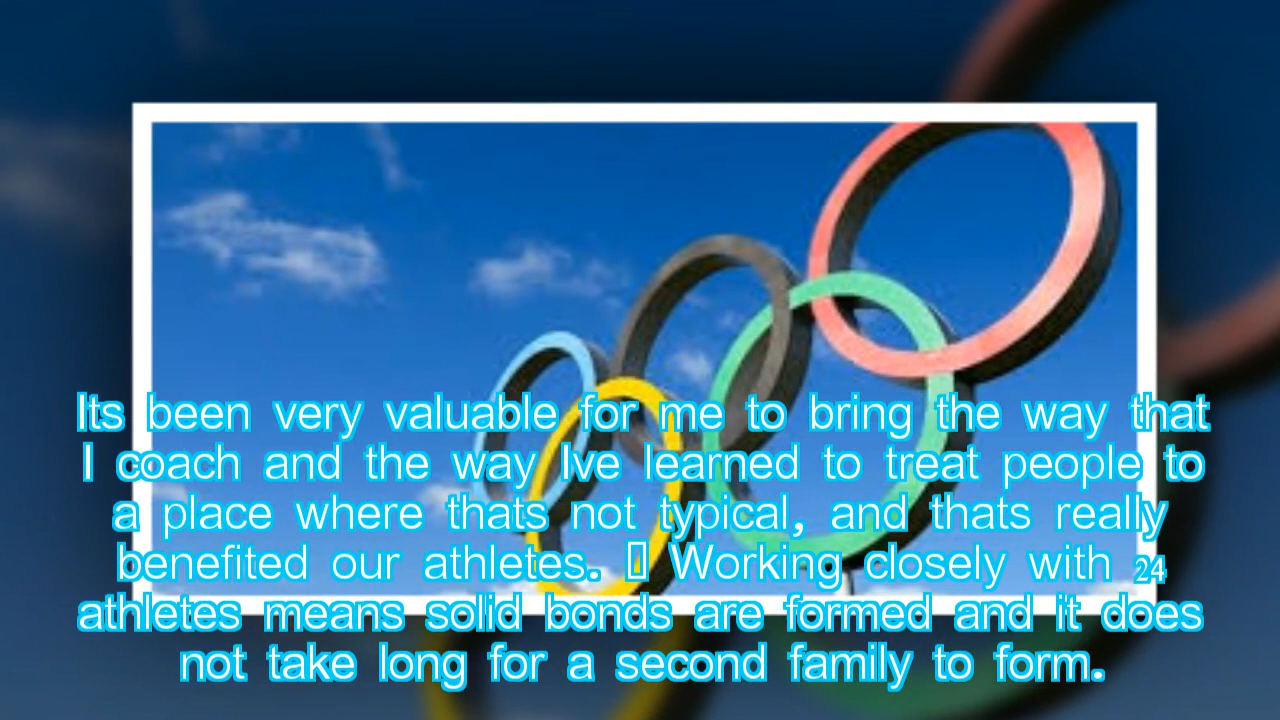 Its been very valuable for me to bring the way that
I coach and the way Ive learned to treat people to
a place where thats not typical, and thats really
benefited our athletes. ▯ Working closely with 24
athletes means solid bonds are formed and it does
not take long for a second family to form.